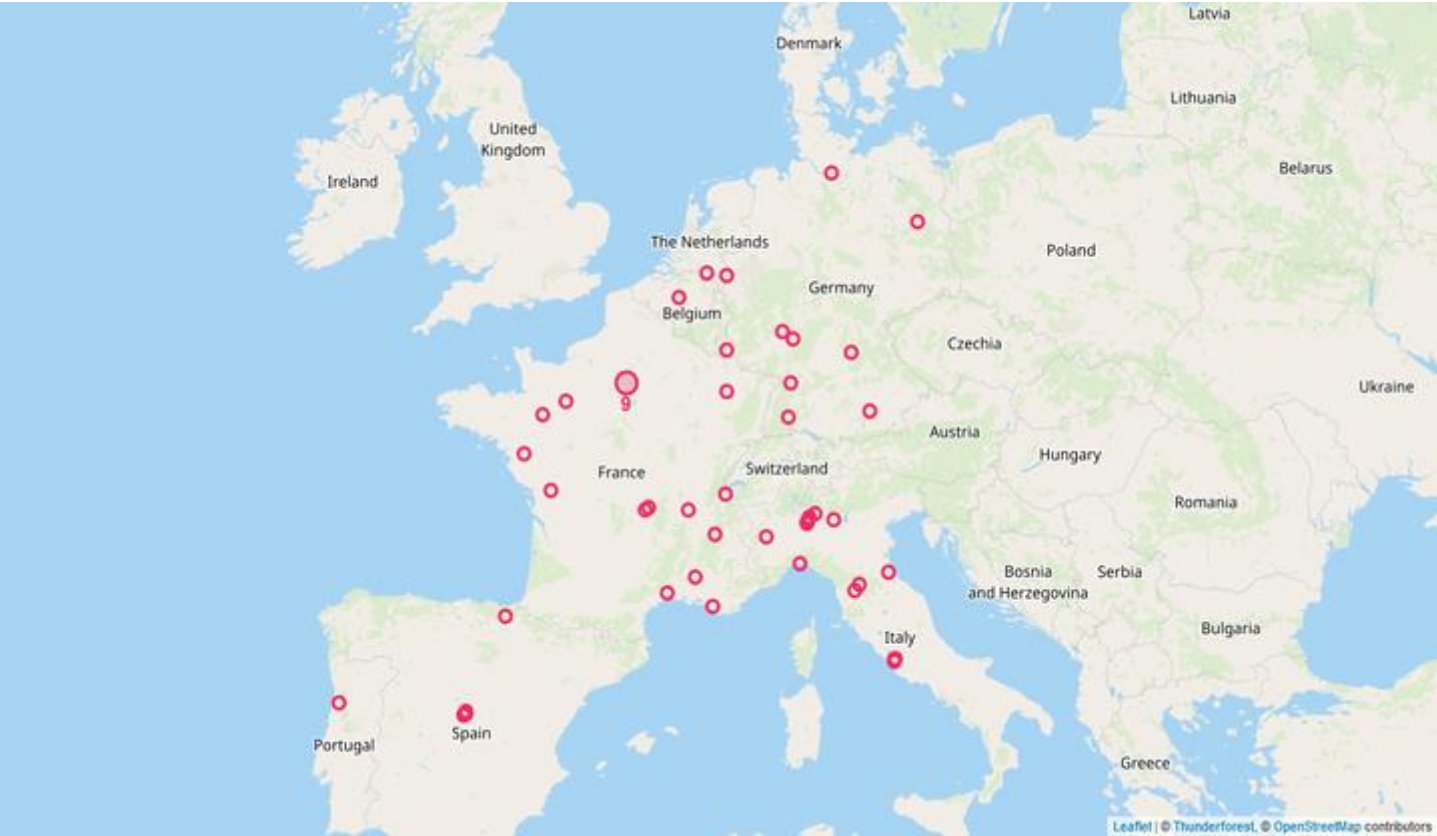 Latvia
Denmark
Lithuania
United
Kingdom
Belarus
Ireland
The Netherlands
Poland
Germany
Belgium
Czechia
Ukraine
9
Austria
Hungary
France
Switzerland
Romania
Bosnia
and Herzegovina
Serbia
Bulgaria
Italy
Spain
Portugal
Greece
Leaflet | © Thunderforest, © OpenStreetMap contributors